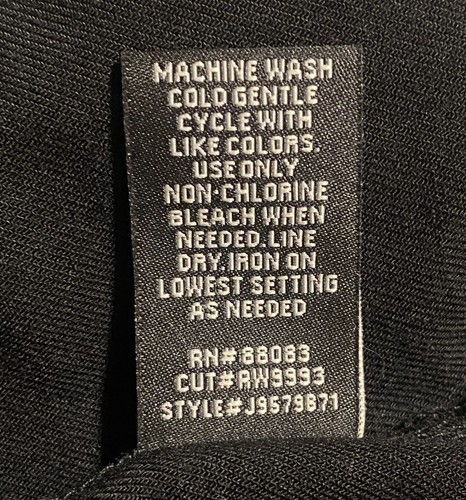 MACHINE WASH
COLD GENTLE
CYCLE WITH
LIKE COLORS.
USE ONLY
NON-CHLORINE
BLEACH WHEN
NEEDED. LINE
DRY. IRON ON
LOWEST SETTING
AS NEEDED
RN# 88083
CUT# AW9993
STYLE# J9579B71